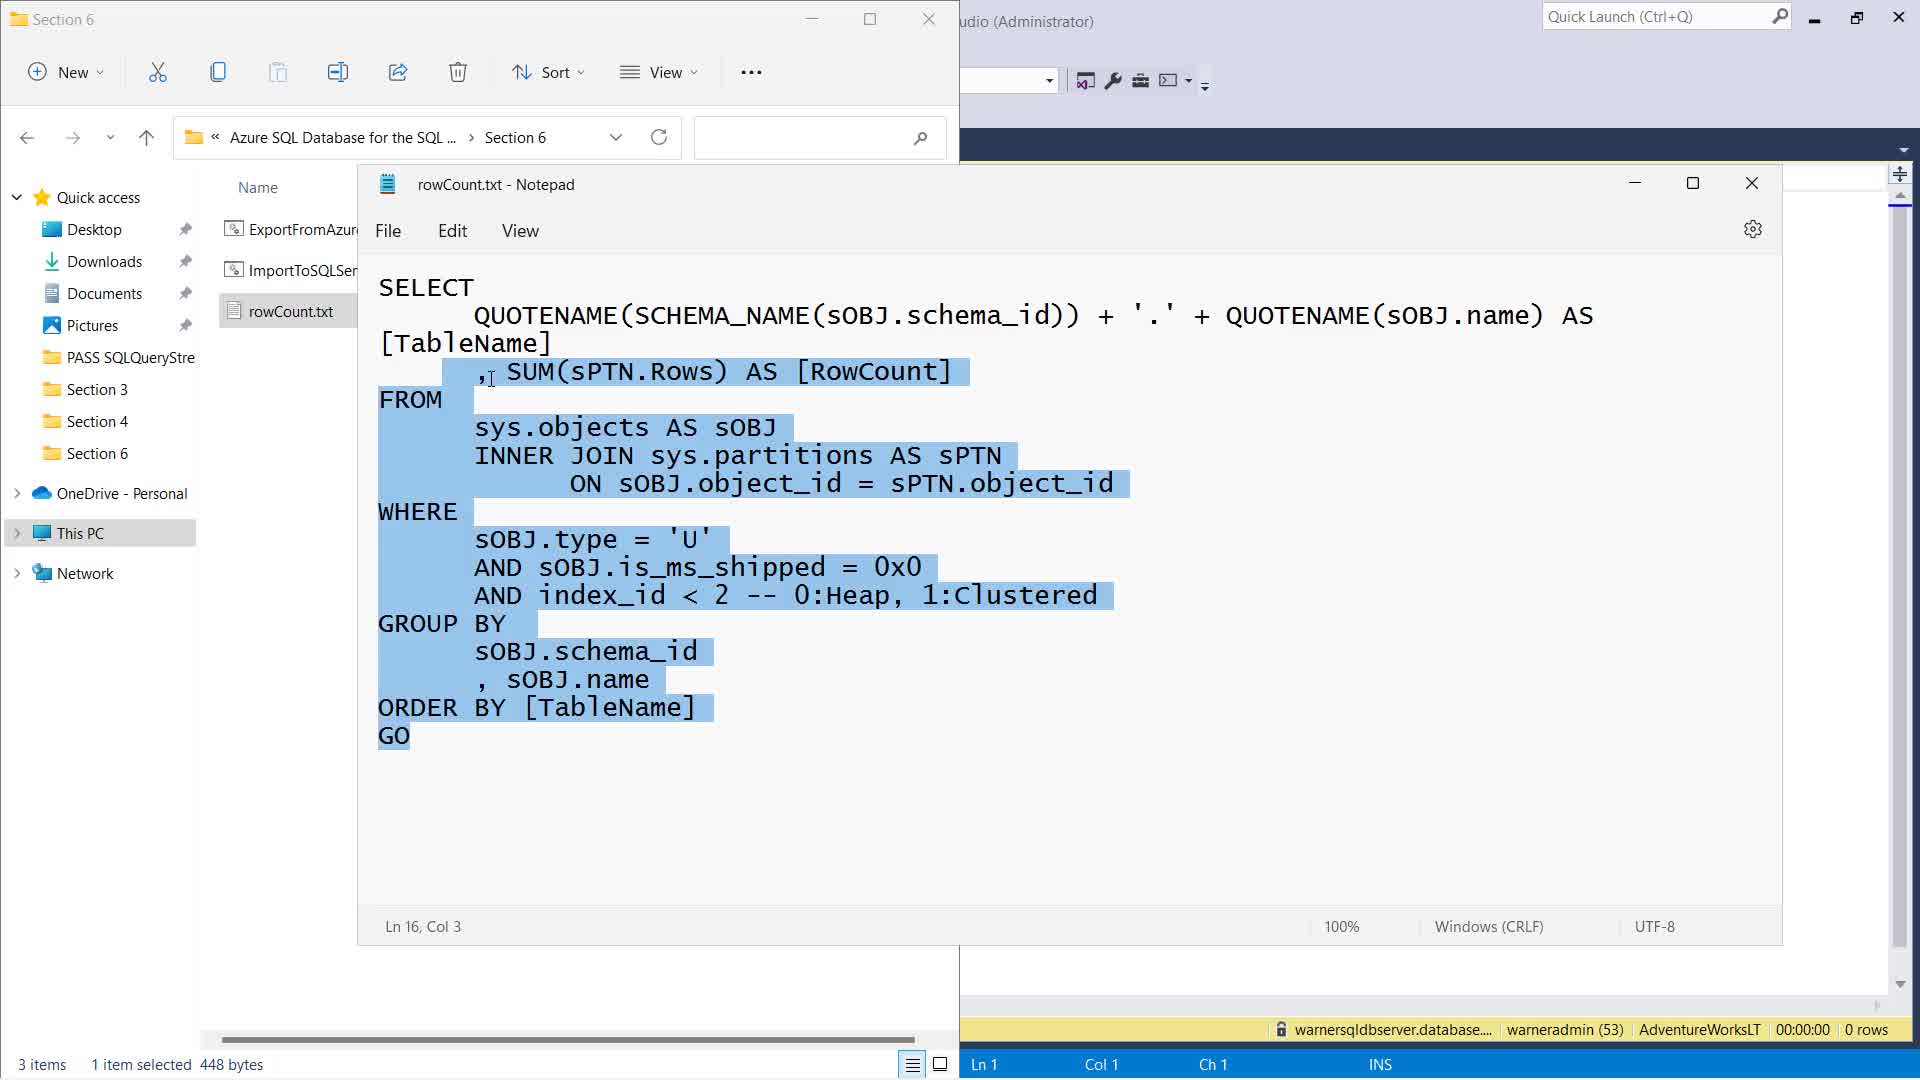 Section 6
udio (Administrator)
Quick Launch (Ctrl+Q)
New
Sort
View
« Azure SQL Database for the SQL ... > Section 6
Name
Quick access
Desktop
Downloads
Documents
Pictures
PASS SQLQueryStre
Section 3
Section 4
Section 6
OneDrive - Personal
This PC
Network
ExportFromAzure
ImportToSQLSer
rowCount.txt
rowCount.txt - Notepad
File Edit View
SELECT
QUOTENAME(SCHEMA_NAME(sOBJ.schema_id)) + '.' + QUOTENAME(sOBJ.name) AS
[TableName]
, SUM(sPTN.Rows) AS [RowCount]
FROM
sys.objects AS sOBJ
INNER JOIN sys.partitions AS sPTN
ON sOBJ.object_id = sPTN.object_id
WHERE
sOBJ.type = 'U'
AND sOBJ.is_ms_shipped = 0x0
AND index_id < 2 -- 0:Heap, 1:Clustered
GROUP BY
sOBJ.schema_id
, sOBJ.name
ORDER BY [TableName]
GO
Ln 16, Col 3
100%
Windows (CRLF)
UTF-8
warnersqldbserver.database.... warneradmin (53) AdventureWorksLT 00:00:00 0 rows
3 items 1 item selected 448 bytes
Ln 1 Col 1 Ch 1 INS